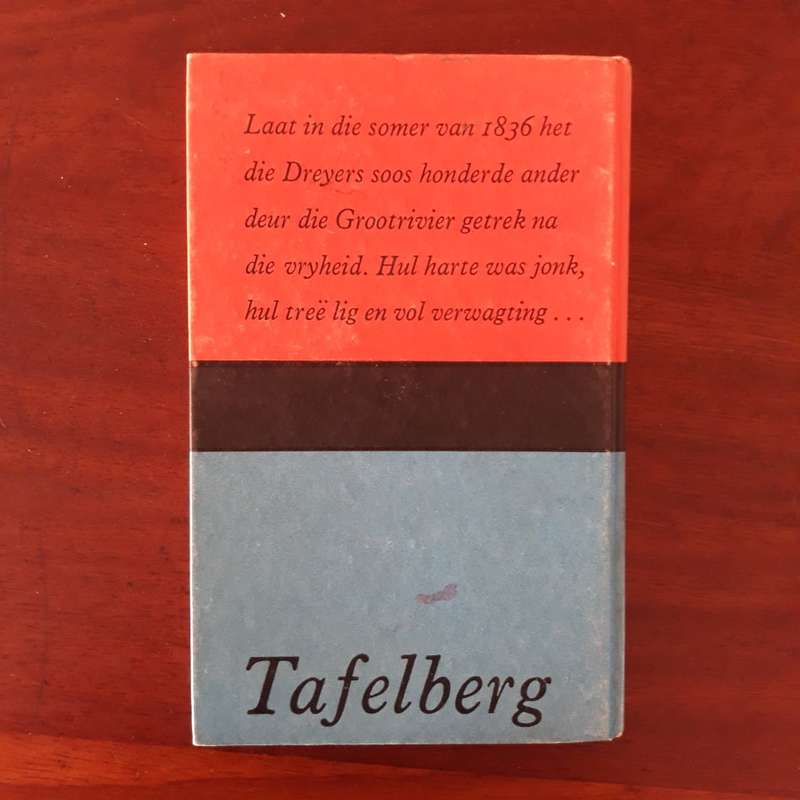 Laat in die somer van 1836 het
die Dreyers soos honderde ander
deur die Grootrivier getrek na
die vryheid. Hul harte was jonk,
hul treë lig en vol verwagting ...
Tafelberg